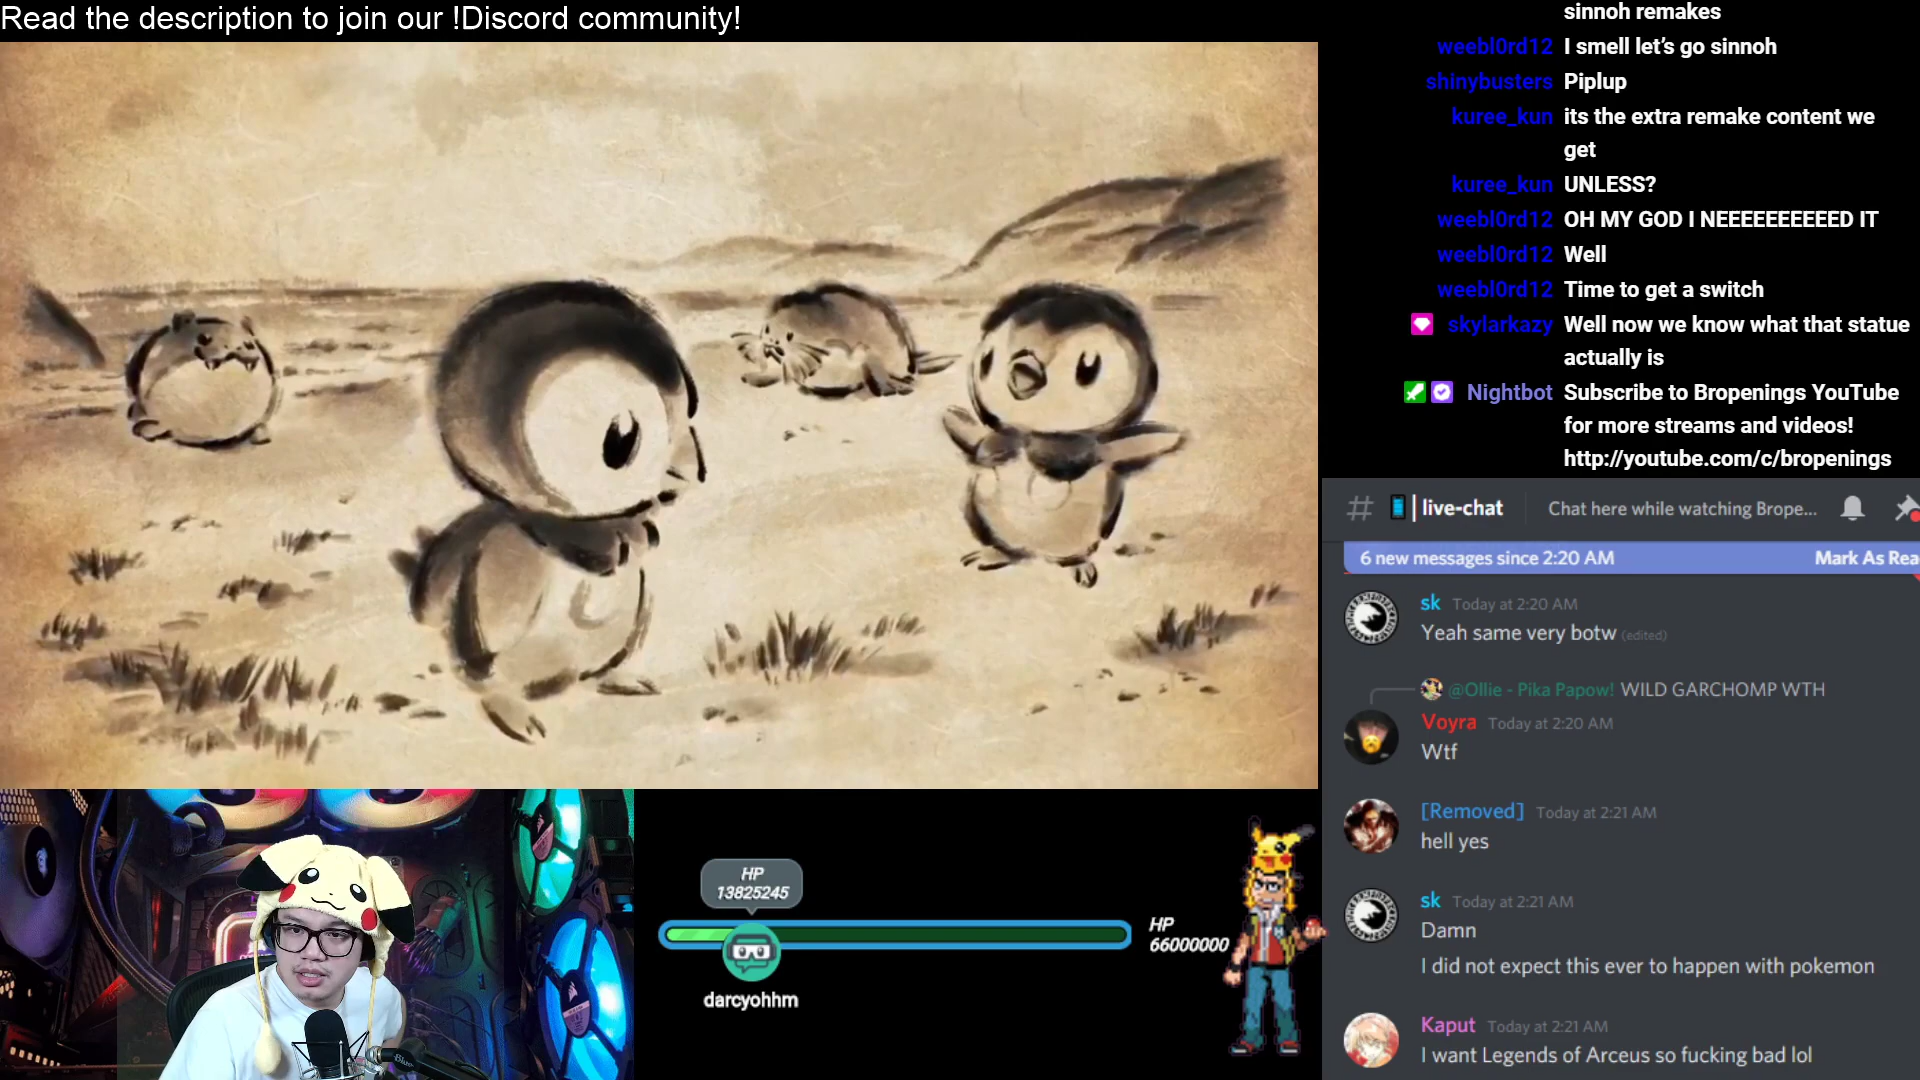 Read the description to join our !Discord community!
sinnoh remakes
weebl0rd12 I smell let's go sinnoh
shinybusters Piplup
kuree_kun its the extra remake content we
get
kuree_kun UNLESS?
weebl0rd12 OH MY GOD I NEEEEEEEEEED IT
weebl0rd12 Well
weebl0rd12 Time to get a switch
skylarkazy Well now we know what that statue
actually is
Nightbot Subscribe to Bropenings YouTube
for more streams and videos!
http://youtube.com/c/bropenings
# | live-chat Chat here while watching Brope...
6 new messages since 2:20 AM Mark As Rea
sk Today at 2:20 AM
Yeah same very botw (edited)
@Ollie - Pika Papow! WILD GARCHOMP WTH
Voyra Today at 2:20 AM
Wtf
[Removed] Today at 2:21 AM
hell yes
sk Today at 2:21 AM
Damn
I did not expect this ever to happen with pokemon
Kaput Today at 2:21 AM
I want Legends of Arceus so fucking bad lol
HP
13825245
HP
66000000
darcyohhm